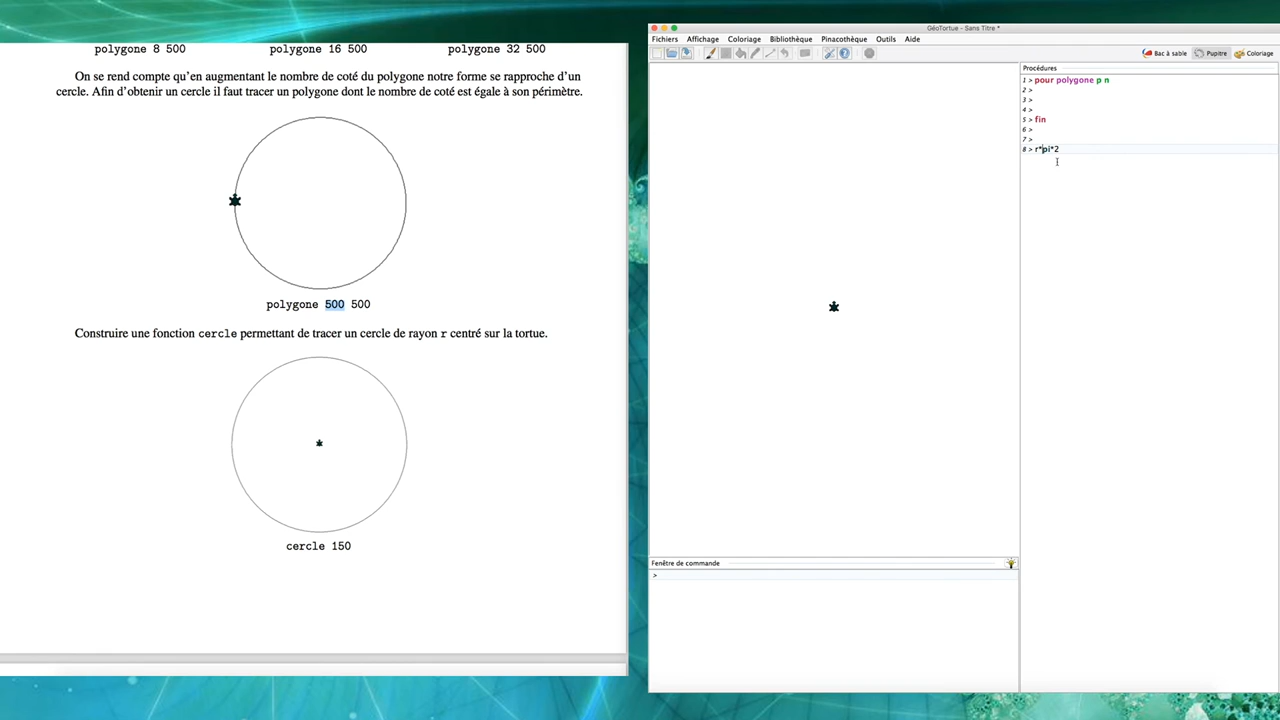 polygone 8 500 polygone 16 500 polygone 32 500
On se rend compte qu'en augmentant le nombre de coté du polygone notre forme se rapproche d'un
cercle. Afin d'obtenir un cercle il faut tracer un polygone dont le nombre de coté est égale à son périmètre.
polygone 500 500
Construire une fonction cercle permettant de tracer un cercle de rayon r centré sur la tortue.
cercle 150
GéoTortue - Sans Titre *
Fichiers Affichage Coloriage Bibliothèque Pinacothèque Outils Aide
Bac à sable Pupitre Coloriage
Procédures
1 > pour polygone p n
2 >
3 >
4 >
5 > fin
6 >
7 >
8 > r*pi*2
Fenêtre de commande
>